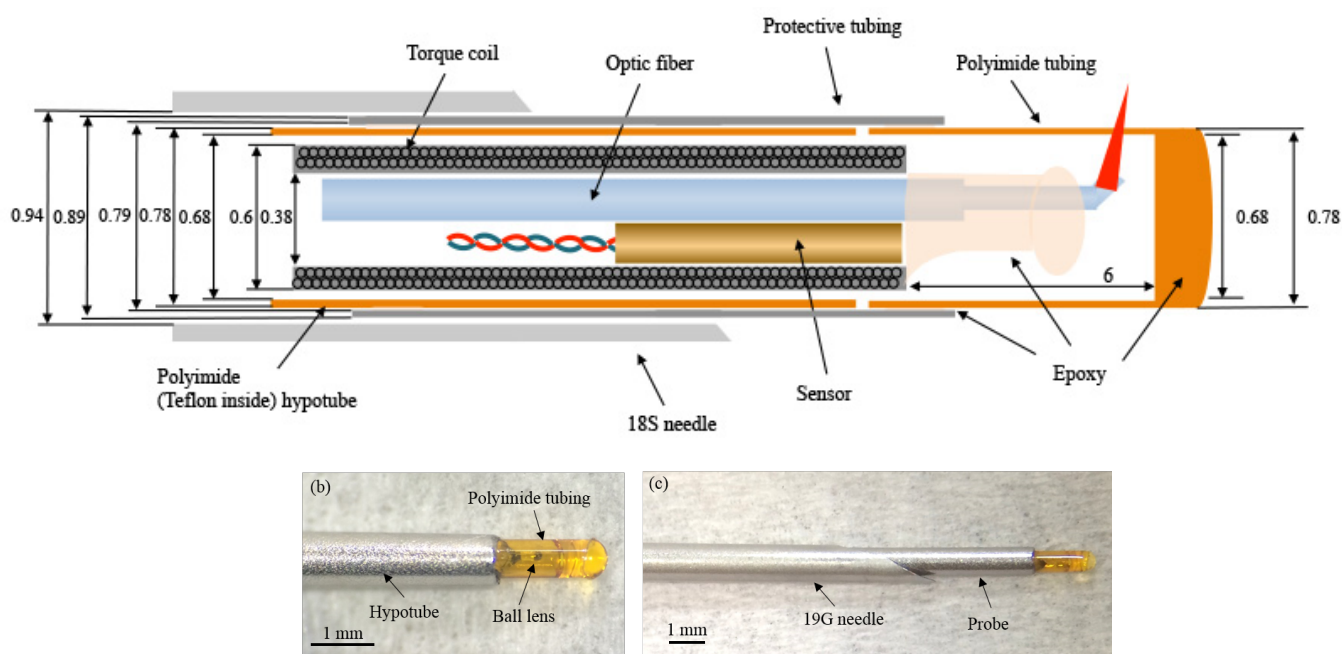 Protective tubing
Torque coil
Optic fiber
Polyimide tubing
0.94
0.89
0.79
0.78
0.68
0.6
0.38
6
0.68
0.78
Polyimide
(Teflon inside) hypotube
Sensor
Epoxy
18S needle
(b)
Polyimide tubing
Hypotube
Ball lens
1 mm
(c)
19G needle
Probe
1 mm